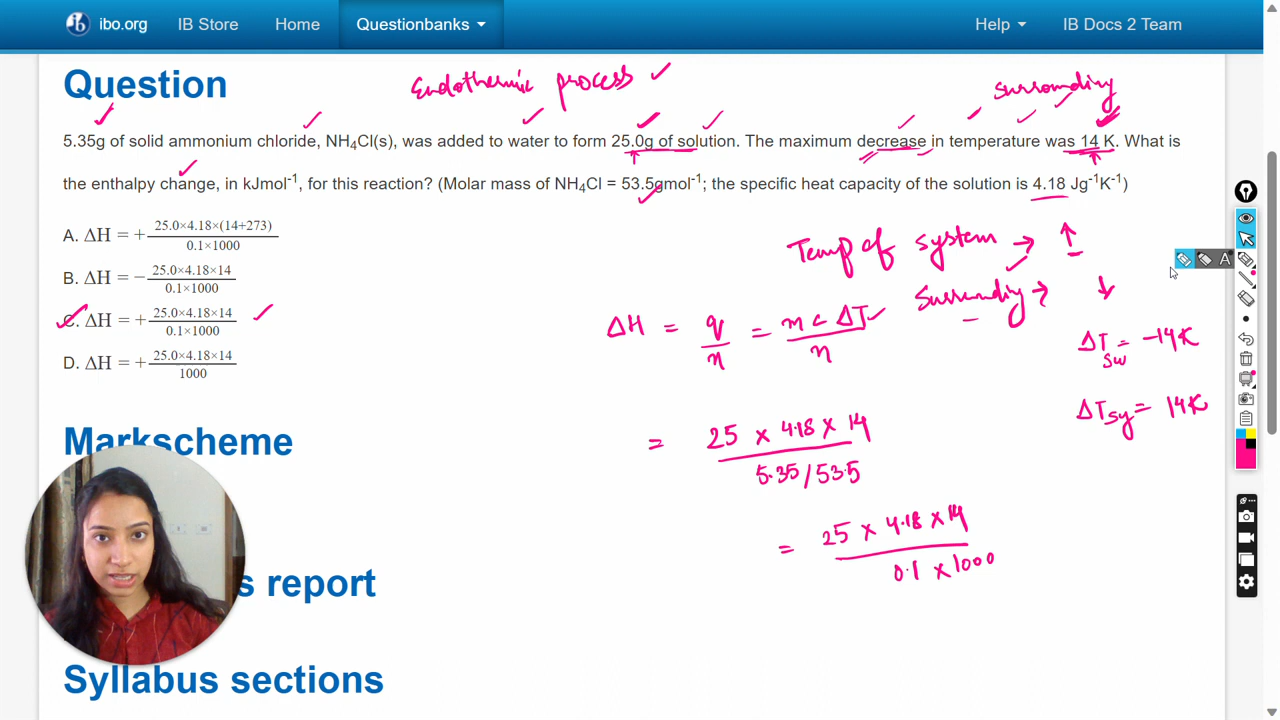 ibo.org IB Store Home Questionbanks Help IB Docs 2 Team
Question
Endothermic process ✓
Surronding
5.35g of solid ammonium chloride, NH₄Cl(s), was added to water to form 25.0g of solution. The maximum decrease in temperature was 14 K. What is
the enthalpy change, in kJmol⁻¹, for this reaction? (Molar mass of NH₄Cl = 53.5gmol⁻¹; the specific heat capacity of the solution is 4.18 Jg⁻¹K⁻¹)
A. ΔH = + 25.0×4.18×(14+273) / 0.1×1000
B. ΔH = − 25.0×4.18×14 / 0.1×1000
C. ΔH = + 25.0×4.18×14 / 0.1×1000
D. ΔH = + 25.0×4.18×14 / 1000
Temp of system → ↑
Surronding → ↓
ΔH = q/n = m c ΔT / n
ΔT = -14K
ΔTsy = 14K
= 25 × 4.18 × 14 / 5.35/53.5
= 25 × 4.18 × 14 / 0.1 × 1000
Markscheme
s report
Syllabus sections
A